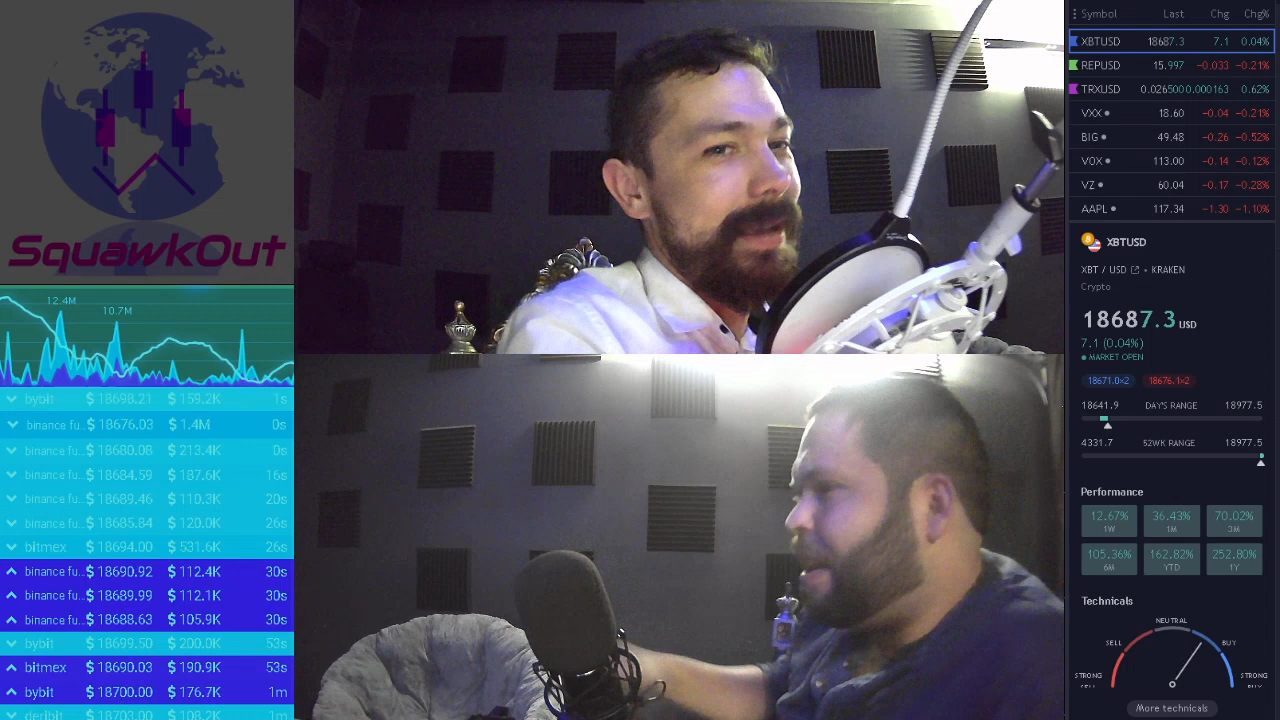 SquawkOut
12.4M
10.7M
bybit $ 18698.21 $ 159.2K 1s
binance fu.. $ 18676.03 $ 1.4M 0s
binance fu.. $ 18680.08 $ 213.4K 0s
binance fu.. $ 18684.59 $ 187.6K 16s
binance fu.. $ 18689.46 $ 110.3K 20s
binance fu.. $ 18685.84 $ 120.0K 26s
bitmex $ 18694.00 $ 531.6K 26s
binance fu.. $ 18690.92 $ 112.4K 30s
binance fu.. $ 18689.99 $ 112.1K 30s
binance fu.. $ 18688.63 $ 105.9K 30s
bybit $ 18699.50 $ 200.0K 53s
bitmex $ 18690.03 $ 190.9K 53s
bybit $ 18700.00 $ 176.7K 1m
deribit $ 18703.00 $ 108.2K 1m
Symbol Last Chg Chg%
XBTUSD 18687.3 7.1 0.04%
REPUSD 15.997 −0.033 −0.21%
TRXUSD 0.0265000.000163 0.62%
VXX 18.60 −0.04 −0.21%
BIG 49.48 −0.26 −0.52%
VOX 113.00 −0.14 −0.12%
VZ 60.04 −0.17 −0.28%
AAPL 117.34 −1.30 −1.10%
XBTUSD
XBT / USD • KRAKEN
Crypto
18687.3 USD
7.1 (0.04%)
MARKET OPEN
18671.0×2 18676.1×2
18641.9 DAY'S RANGE 18977.5
4331.7 52WK RANGE 18977.5
Performance
12.67% 36.43% 70.02%
1W 1M 3M
105.36% 162.82% 252.80%
6M YTD 1Y
Technicals
NEUTRAL
SELL BUY
STRONG STRONG
SELL BUY
More technicals